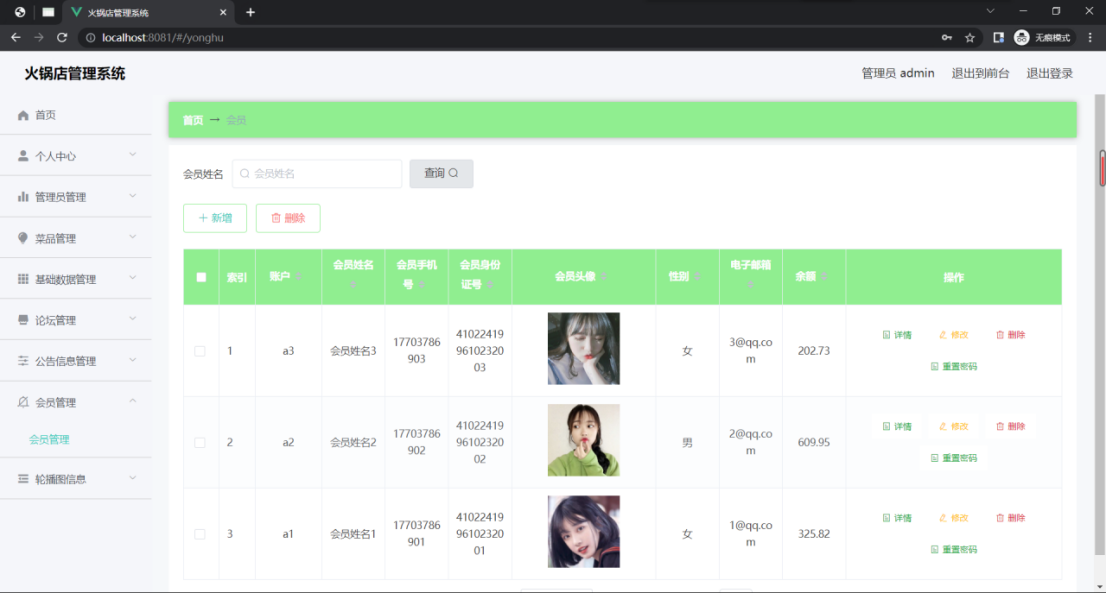 火锅店管理系统
localhost:8081/#/yonghu
无痕模式
火锅店管理系统
管理员 admin 退出到前台 退出登录
首页
个人中心
管理员管理
菜品管理
基础数据管理
论坛管理
公告信息管理
会员管理
会员管理
轮播图信息
首页 → 会员
会员姓名 会员姓名 查询
新增 删除
索引 账户 会员姓名 会员手机号 会员身份证号 会员头像 性别 电子邮箱 余额 操作
1 a3 会员姓名3 17703786903 410224199610232003 女 3@qq.com 202.73 详情 修改 删除
重置密码
2 a2 会员姓名2 17703786902 410224199610232002 男 2@qq.com 609.95 详情 修改 删除
重置密码
3 a1 会员姓名1 17703786901 410224199610232001 女 1@qq.com 325.82 详情 修改 删除
重置密码